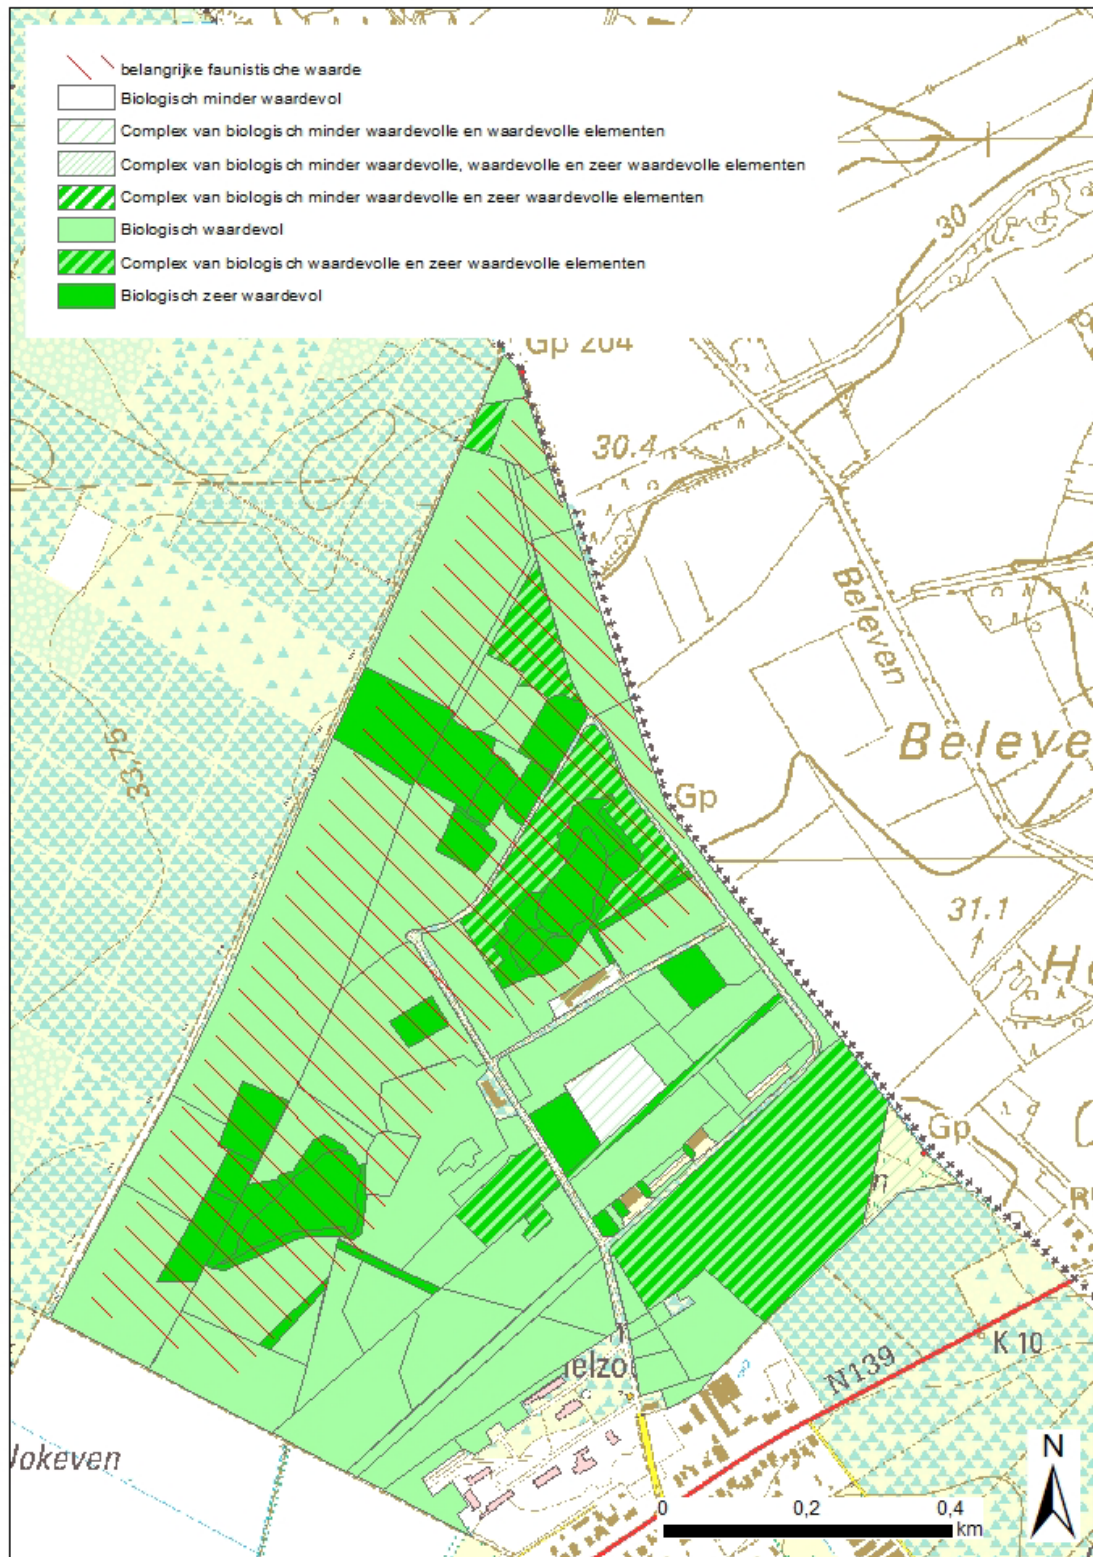 belangrijke faunistische waarde
Biologisch minder waardevol
Complex van biologisch minder waardevolle en waardevolle elementen
Complex van biologisch minder waardevolle, waardevolle en zeer waardevolle elementen
Complex van biologisch minder waardevolle en zeer waardevolle elementen
Biologisch waardevol
Complex van biologisch waardevolle en zeer waardevolle elementen
Biologisch zeer waardevol
30
Gp 204
30.4
Beleven
33,75
Beleve
Gp
31.1
He
Gp
R
K 10
N139
elzo
lokeven
N
0 0,2 0,4
km